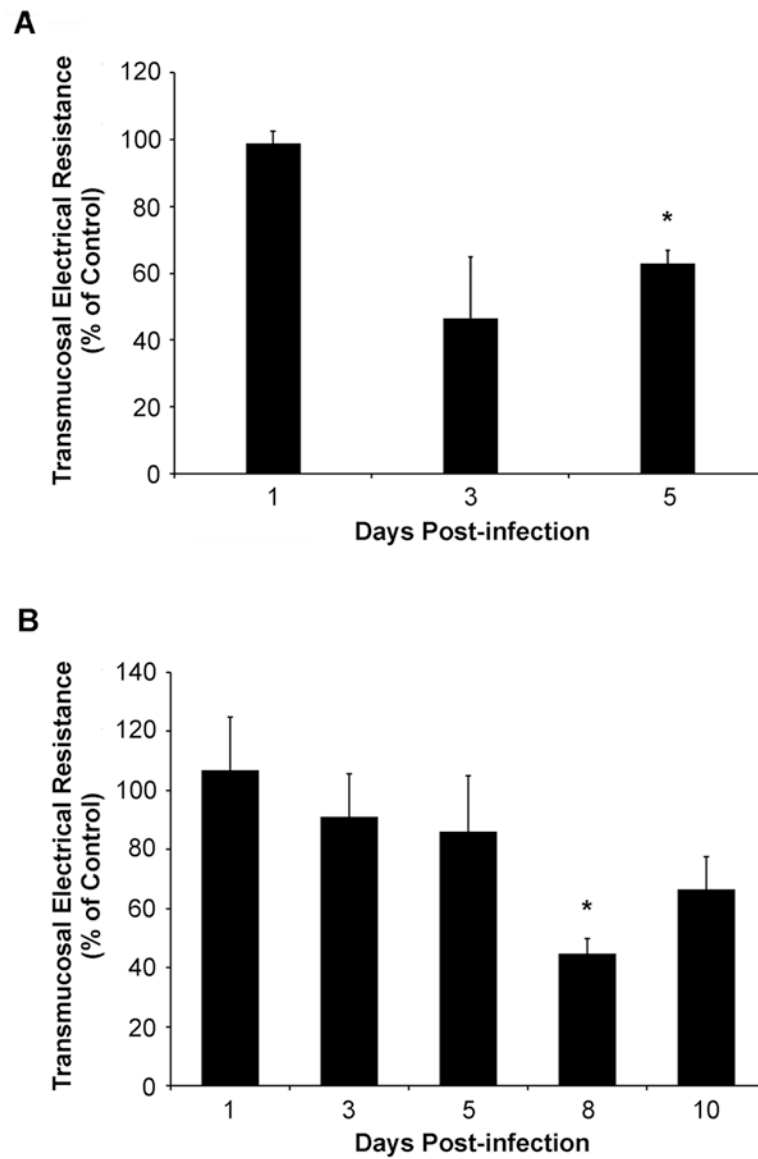 A
Transmucosal Electrical Resistance
(% of Control)
120
100
80
60
40
20
0
*
1 3 5
Days Post-infection
B
Transmucosal Electrical Resistance
(% of Control)
140
120
100
80
60
40
20
0
*
1 3 5 8 10
Days Post-infection